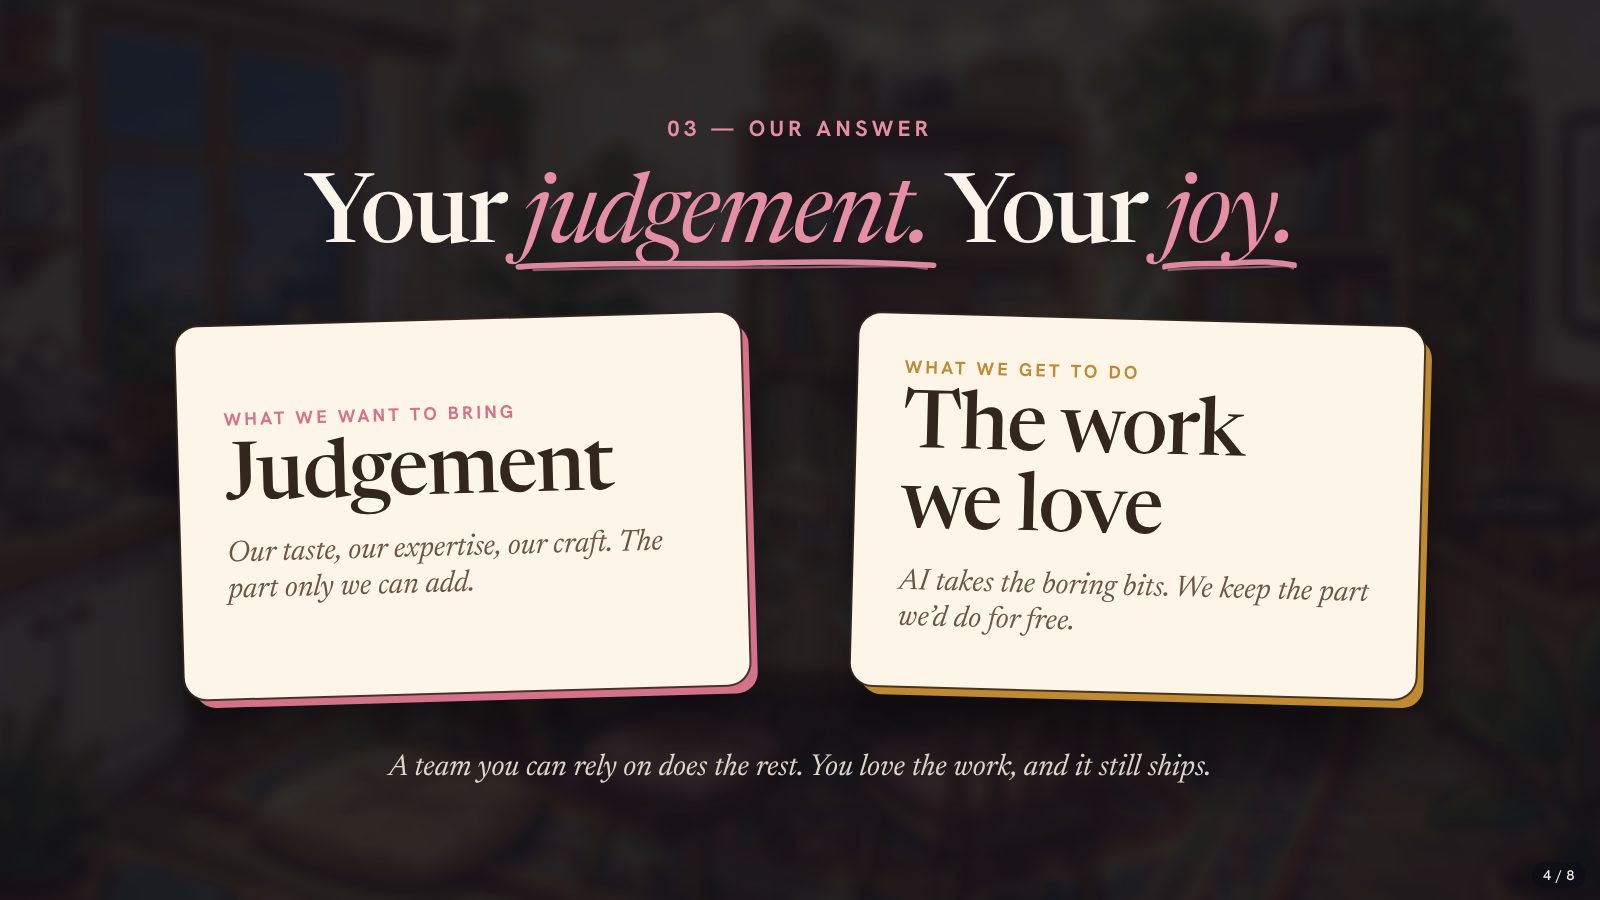 03 — OUR ANSWER
Your judgement. Your joy.
WHAT WE WANT TO BRING
Judgement
Our taste, our expertise, our craft. The
part only we can add.
WHAT WE GET TO DO
The work
we love
AI takes the boring bits. We keep the part
we’d do for free.
A team you can rely on does the rest. You love the work, and it still ships.
4 / 8